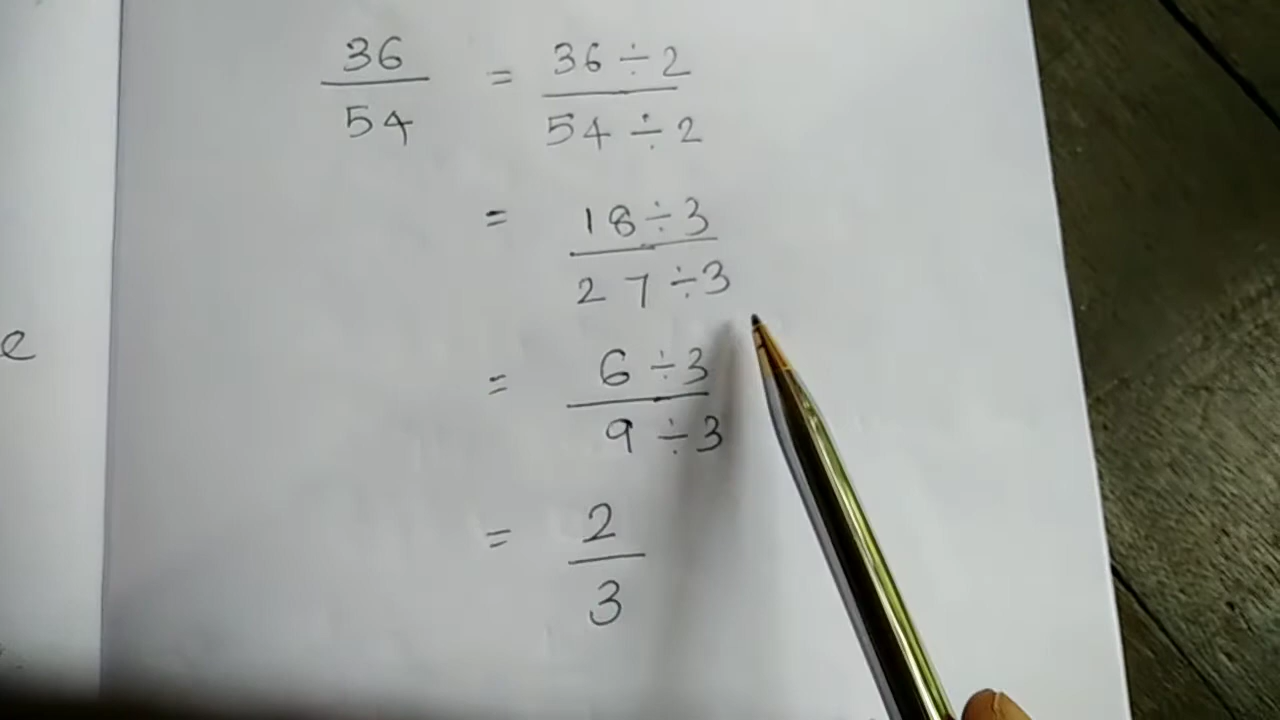 36/54 = 36÷2/54÷2
= 18÷3/27÷3
= 6÷3/9÷3
= 2/3
e